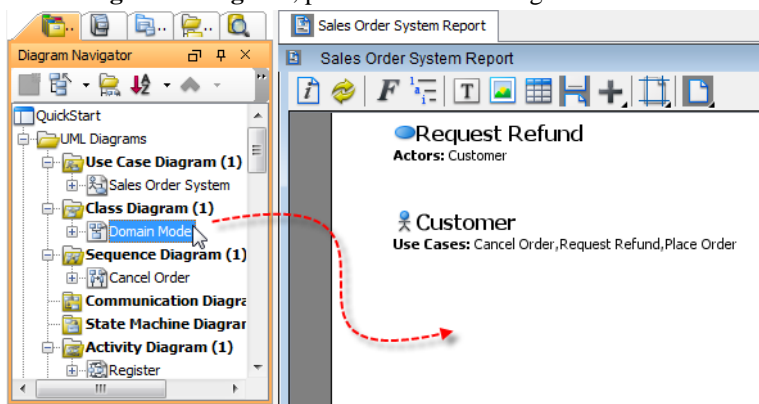 Sales Order System Report
Diagram Navigator
Sales Order System Report
QuickStart
UML Diagrams
Use Case Diagram (1)
Sales Order System
Class Diagram (1)
Domain Model
Sequence Diagram (1)
Cancel Order
Communication Diagra
State Machine Diagrar
Activity Diagram (1)
Register
Request Refund
Actors: Customer
Customer
Use Cases: Cancel Order,Request Refund,Place Order